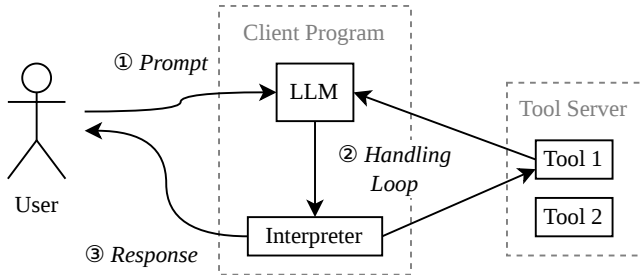 Client Program
① Prompt
LLM
Tool Server
② Handling
Loop
Tool 1
Tool 2
User
Interpreter
③ Response